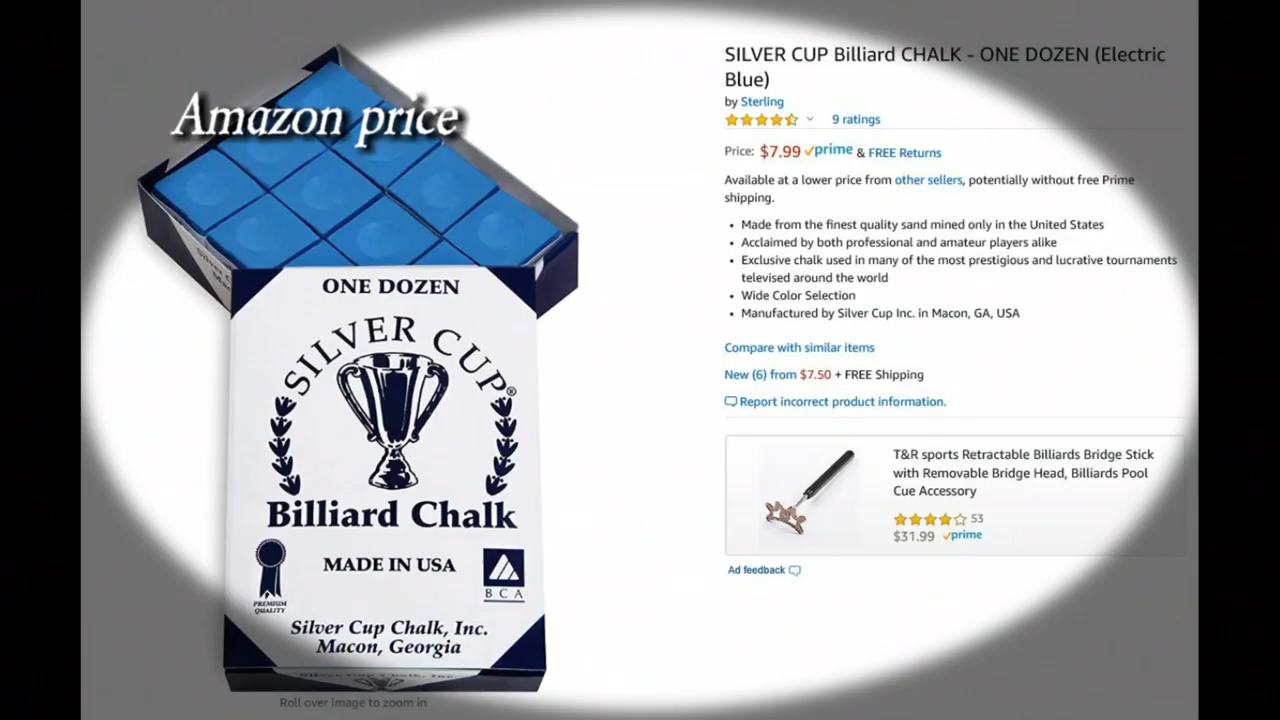 Amazon price
ONE DOZEN
SILVER CUP®
Billiard Chalk
MADE IN USA
PREMIUM
QUALITY
BCA
Silver Cup Chalk, Inc.
Macon, Georgia
Silver Cup Chalk, Inc.
Roll over image to zoom in
SILVER CUP Billiard CHALK - ONE DOZEN (Electric
Blue)
by Sterling
9 ratings
Price: $7.99 prime & FREE Returns
Available at a lower price from other sellers, potentially without free Prime
shipping.
• Made from the finest quality sand mined only in the United States
• Acclaimed by both professional and amateur players alike
• Exclusive chalk used in many of the most prestigious and lucrative tournaments
televised around the world
• Wide Color Selection
• Manufactured by Silver Cup Inc. in Macon, GA, USA
Compare with similar items
New (6) from $7.50 + FREE Shipping
Report incorrect product information.
T&R sports Retractable Billiards Bridge Stick
with Removable Bridge Head, Billiards Pool
Cue Accessory
53
$31.99 prime
Ad feedback